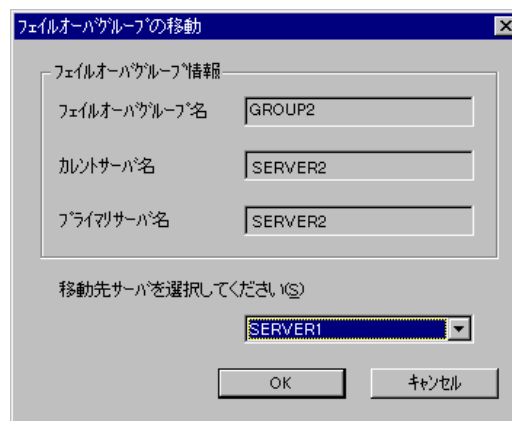 ﾌｪｲﾙｵｰﾊﾞｸﾞﾙｰﾌﾟの移動
ﾌｪｲﾙｵｰﾊﾞｸﾞﾙｰﾌﾟ情報
ﾌｪｲﾙｵｰﾊﾞｸﾞﾙｰﾌﾟ名 GROUP2
ｶﾚﾝﾄｻｰﾊﾞ名 SERVER2
ﾌﾟﾗｲﾏﾘｻｰﾊﾞ名 SERVER2
移動先ｻｰﾊﾞを選択してください(S)
SERVER1
OK ｷｬﾝｾﾙ